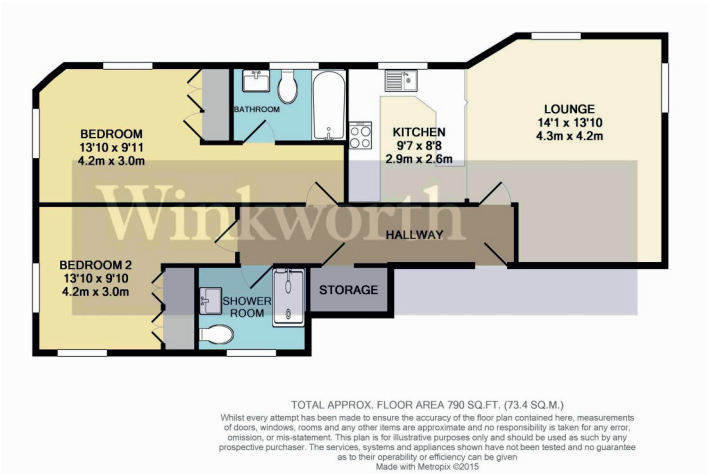 BATHROOM
BEDROOM
13'10 x 9'11
4.2m x 3.0m
KITCHEN
9'7 x 8'8
2.9m x 2.6m
LOUNGE
14'1 x 13'10
4.3m x 4.2m
Winkworth
HALLWAY
BEDROOM 2
13'10 x 9'10
4.2m x 3.0m
SHOWER
ROOM
STORAGE
TOTAL APPROX. FLOOR AREA 790 SQ.FT. (73.4 SQ.M.)
Whilst every attempt has been made to ensure the accuracy of the floor plan contained here, measurements
of doors, windows, rooms and any other items are approximate and no responsibility is taken for any error,
omission, or mis-statement. This plan is for illustrative purposes only and should be used as such by any
prospective purchaser. The services, systems and appliances shown have not been tested and no guarantee
as to their operability or efficiency can be given
Made with Metropix ©2015